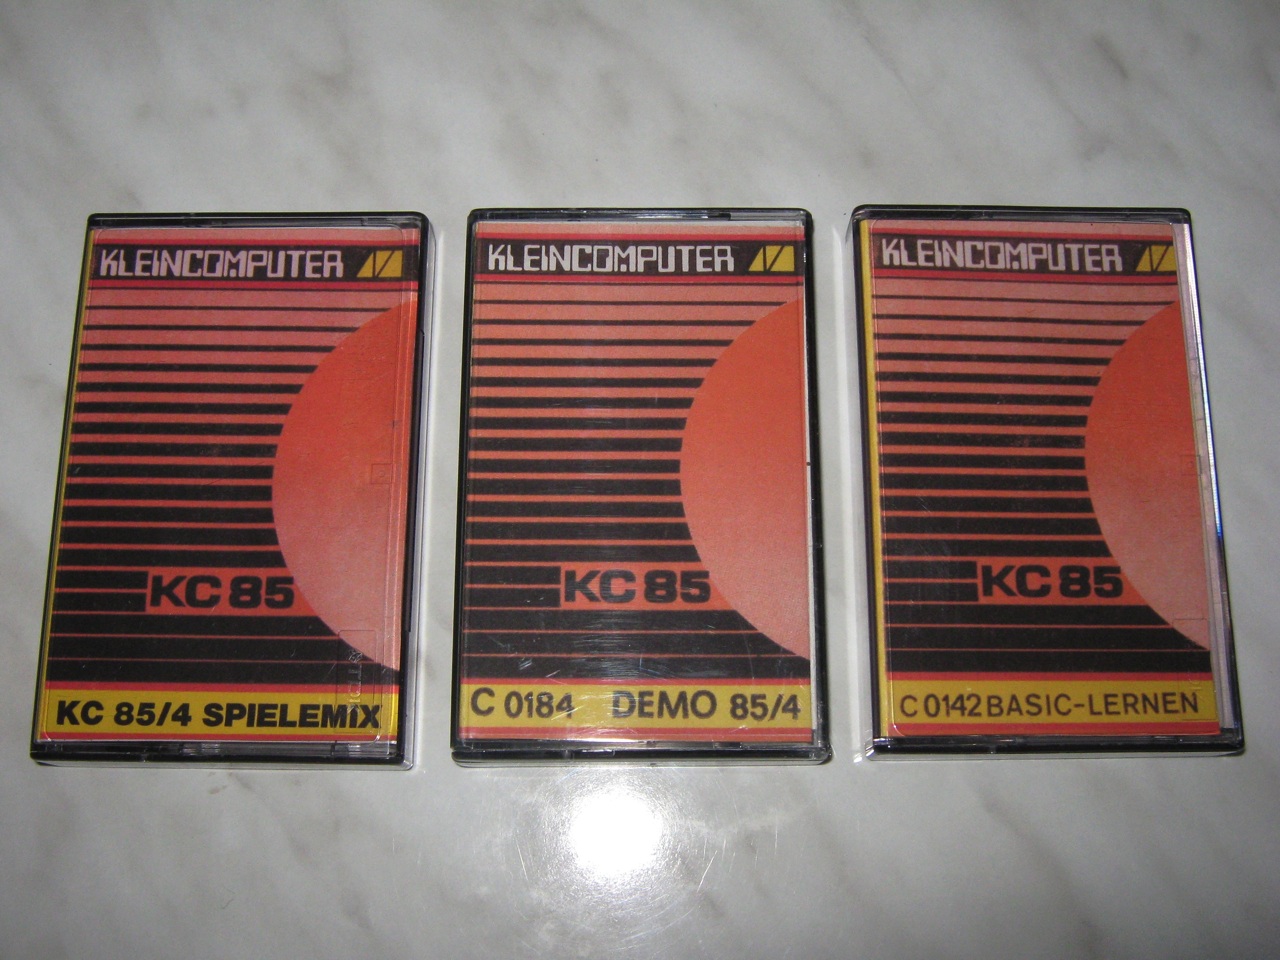 KLEINCOMPUTER
KC 85
KC 85/4 SPIELEMIX
KLEINCOMPUTER
KC 85
C 0184 DEMO 85/4
KLEINCOMPUTER
KC 85
C 0142 BASIC-LERNEN